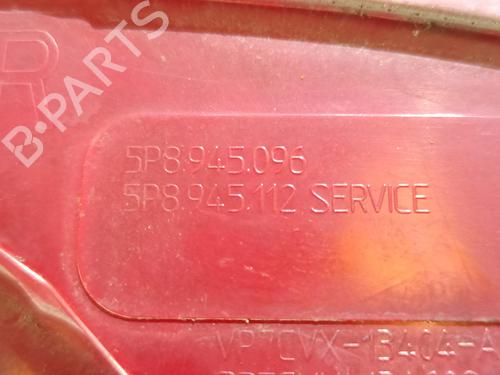 R
B-PARTS
5P8.945.096
5P8.945.112 SERVICE
VP7CVX-13404-A